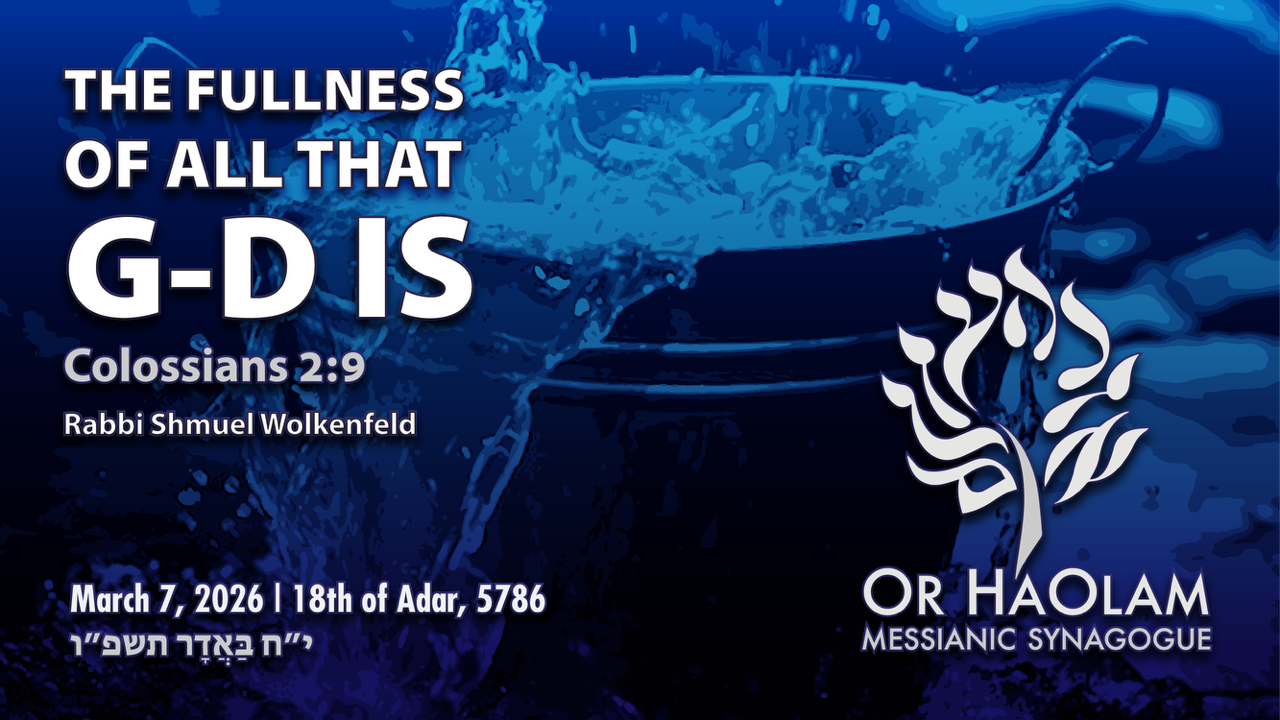 THE FULLNESS
OF ALL THAT
G-D IS
Colossians 2:9
Rabbi Shmuel Wolkenfeld
March 7, 2026 | 18th of Adar, 5786
י״ח בַּאֲדָר תשפ״ו
OR HAOLAM
MESSIANIC SYNAGOGUE